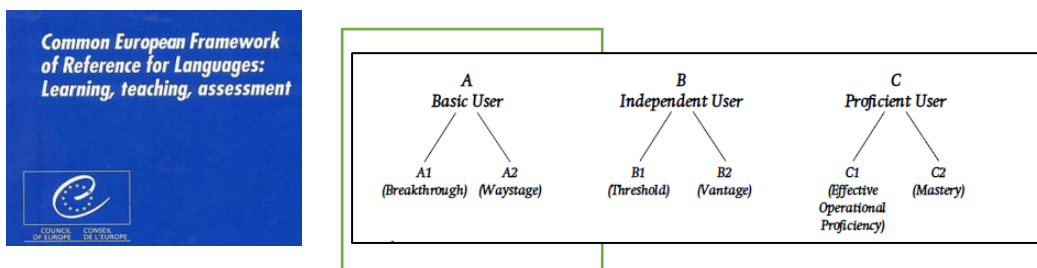 Common European Framework
of Reference for Languages:
Learning, teaching, assessment
COUNCIL CONSEIL
OF EUROPE DE L'EUROPE
A
Basic User
A1
(Breakthrough)
A2
(Waystage)
B
Independent User
B1
(Threshold)
B2
(Vantage)
C
Proficient User
C1
(Effective
Operational
Proficiency)
C2
(Mastery)